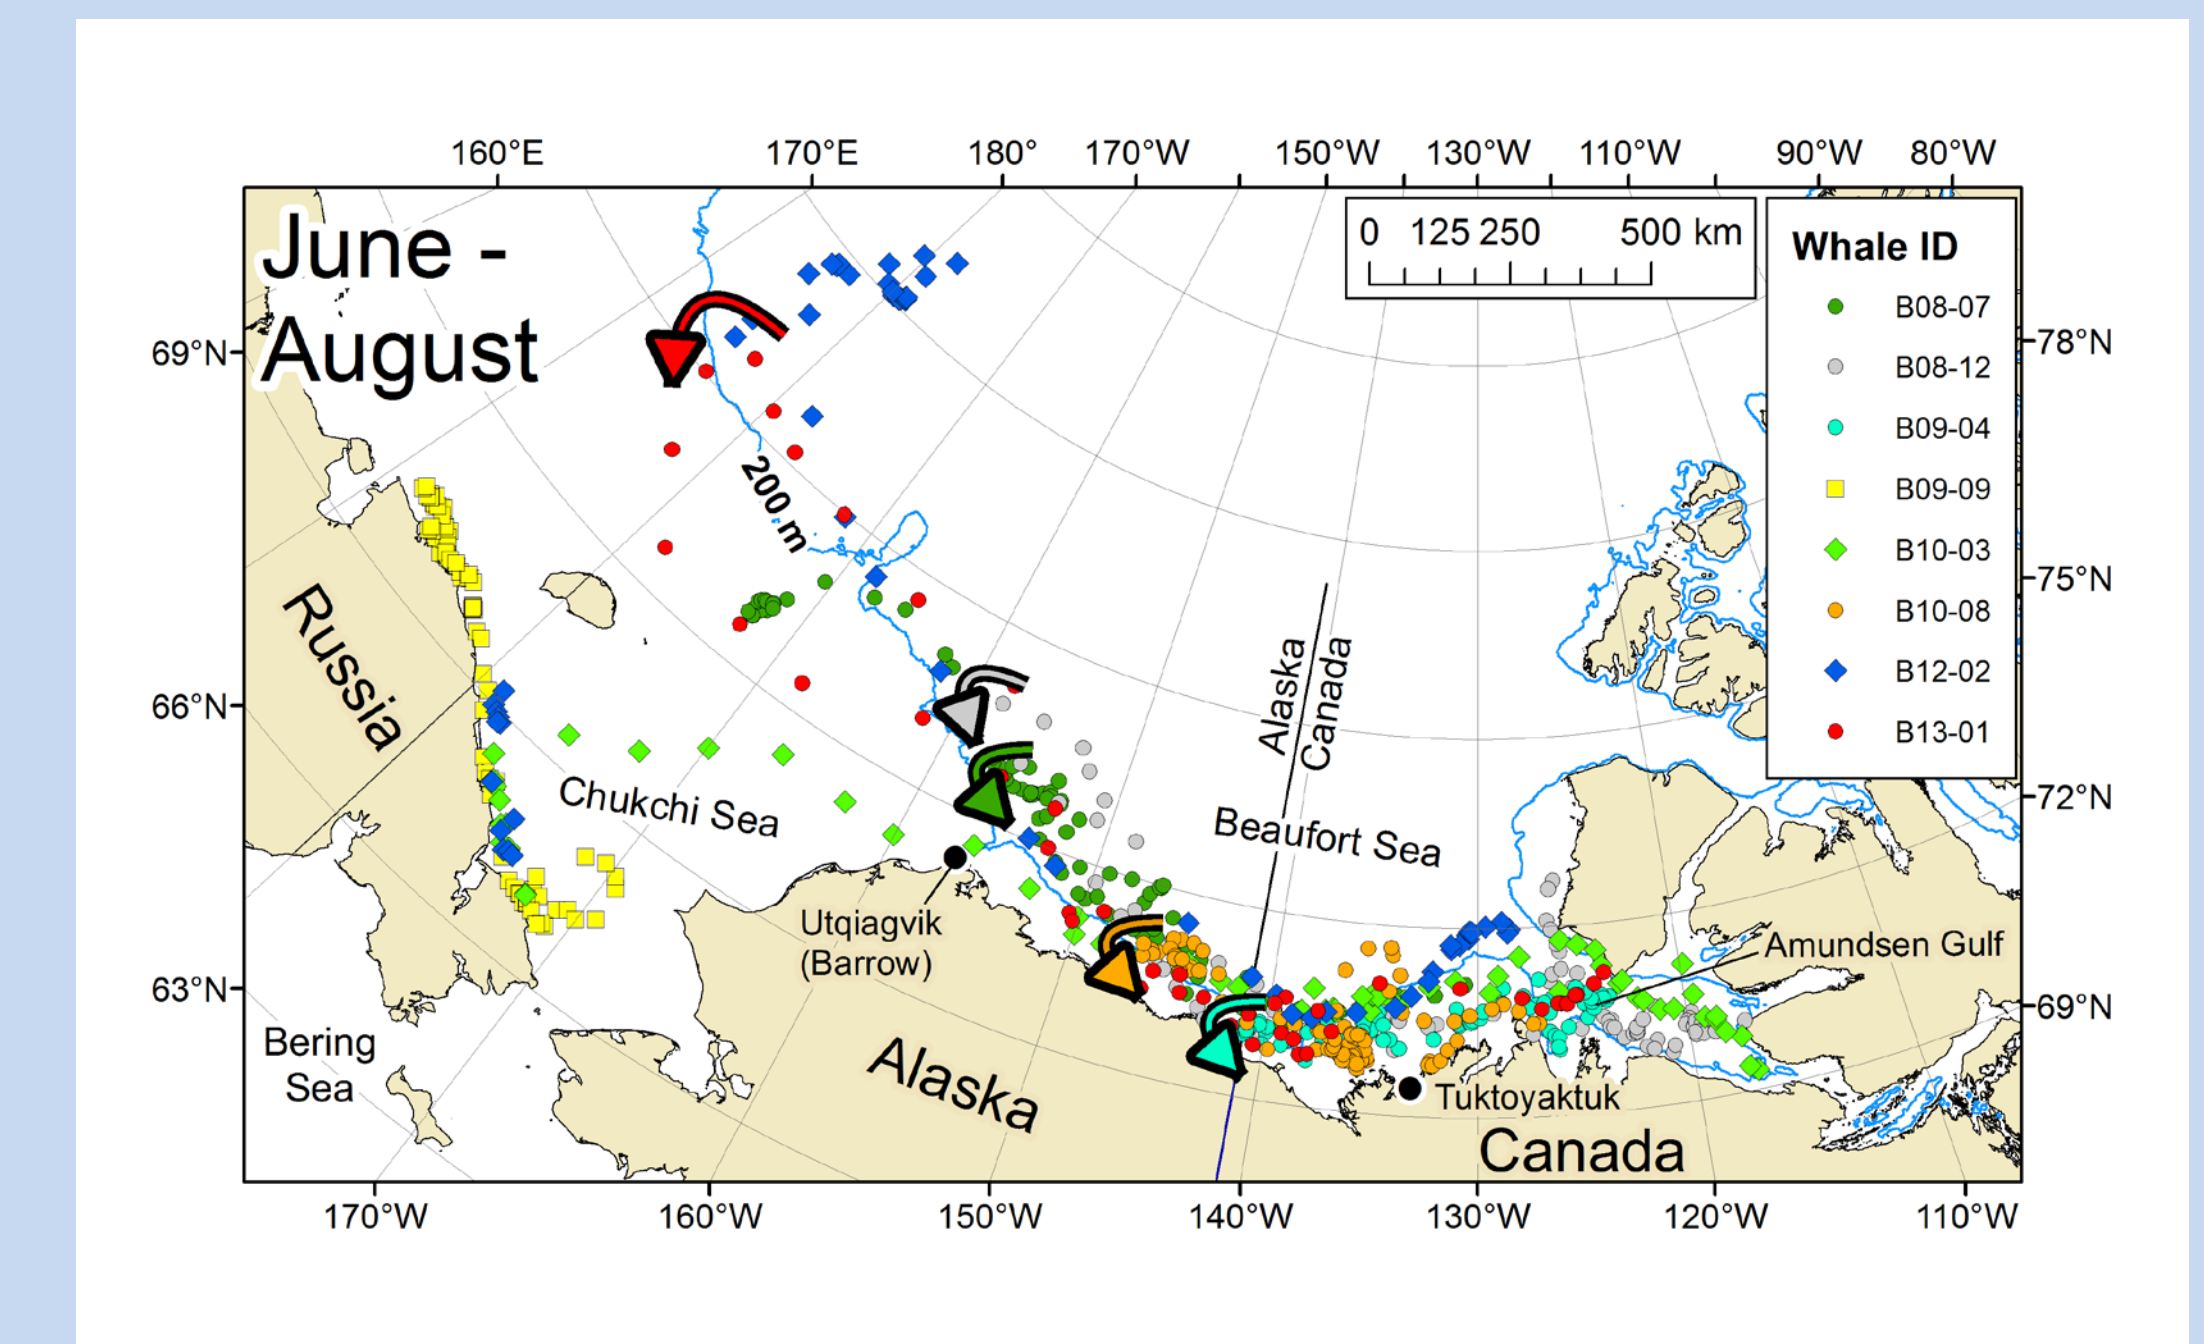 160°E 170°E 180° 170°W 150°W 130°W 110°W 90°W 80°W
June -
August
0 125 250 500 km
Whale ID
B08-07
B08-12
B09-04
B09-09
B10-03
B10-08
B12-02
B13-01
69°N
66°N
63°N
78°N
75°N
72°N
69°N
200 m
Russia
Alaska
Canada
Chukchi Sea
Beaufort Sea
Utqiagvik
(Barrow)
Amundsen Gulf
Bering
Sea
Alaska
Tuktoyaktuk
Canada
170°W 160°W 150°W 140°W 130°W 120°W 110°W